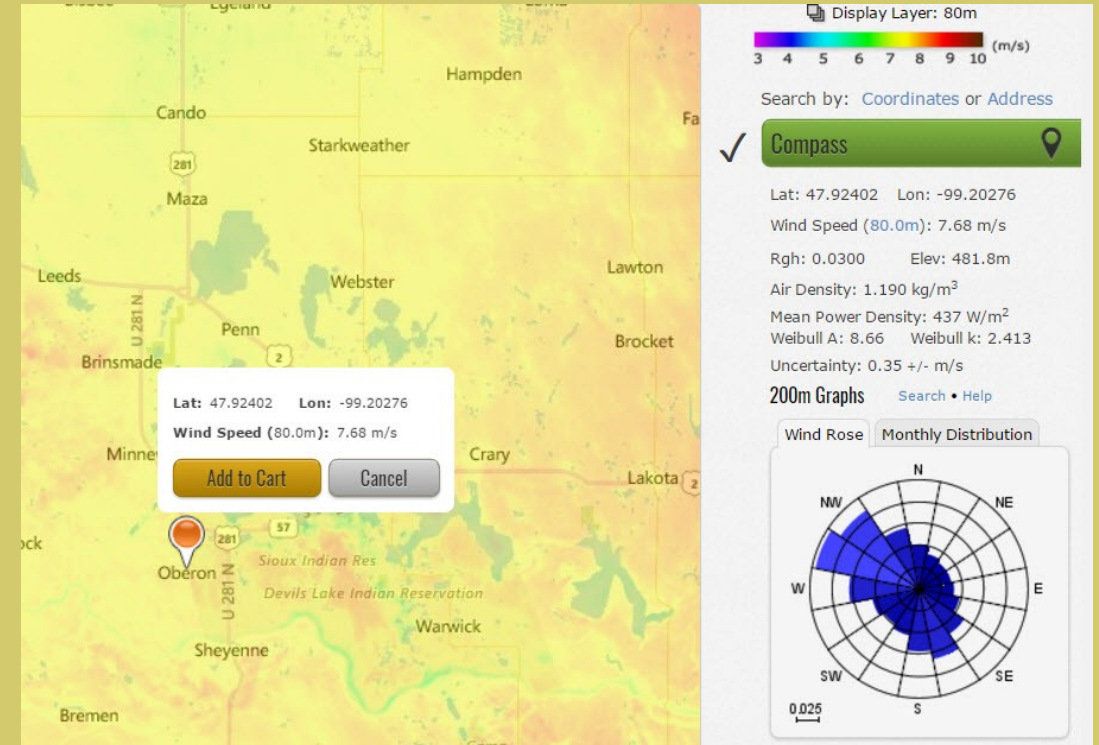 Egeland
Hampden
Cando
Starkweather
281
Maza
Leeds
Webster
Lawton
U 281 N
Penn
2
Brocket
Brinsmade
Lat: 47.92402 Lon: -99.20276
Wind Speed (80.0m): 7.68 m/s
Add to Cart Cancel
Minne
Crary
Lakota 2
57
281
ock
Sioux Indian Res
Oberon
U 281 N
Devils Lake Indian Reservation
Warwick
Sheyenne
Bremen
Fa
Display Layer: 80m
3 4 5 6 7 8 9 10 (m/s)
Search by: Coordinates or Address
Compass
Lat: 47.92402 Lon: -99.20276
Wind Speed (80.0m): 7.68 m/s
Rgh: 0.0300 Elev: 481.8m
Air Density: 1.190 kg/m3
Mean Power Density: 437 W/m2
Weibull A: 8.66 Weibull k: 2.413
Uncertainty: 0.35 +/- m/s
200m Graphs Search • Help
Wind Rose Monthly Distribution
N
NW NE
W E
SW SE
S
0.025